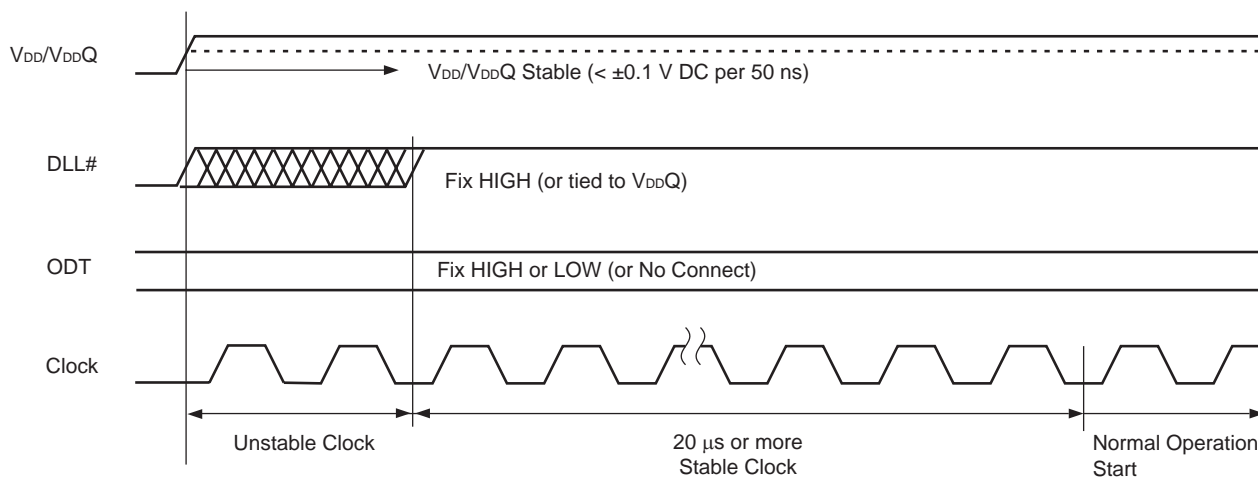 VDD/VDDQ
VDD/VDDQ Stable (< ±0.1 V DC per 50 ns)
DLL#
Fix HIGH (or tied to VDDQ)
ODT
Fix HIGH or LOW (or No Connect)
Clock
Unstable Clock
20 μs or more
Stable Clock
Normal Operation
Start